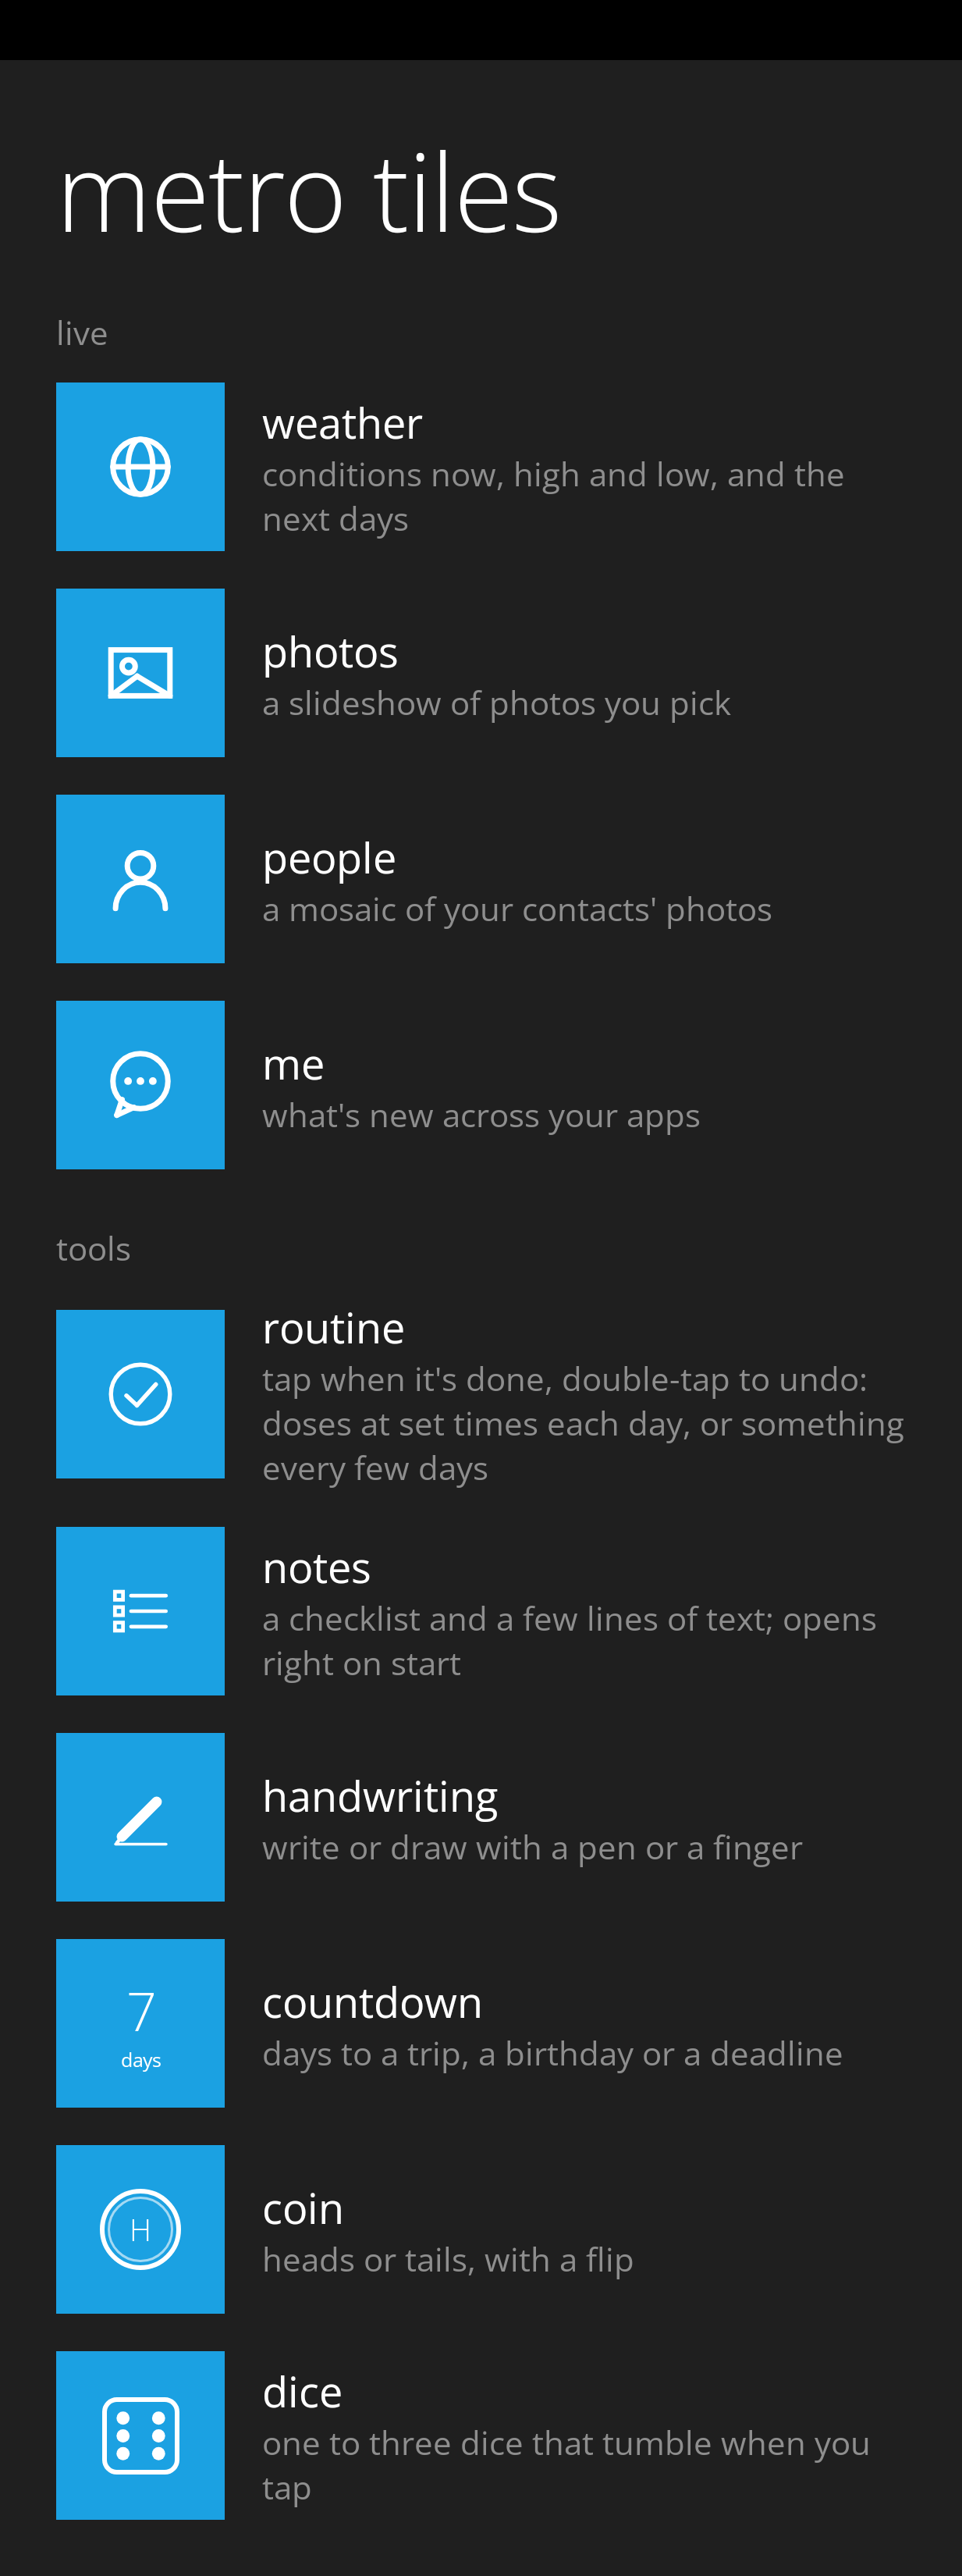 metro tiles
live
weather
conditions now, high and low, and the
next days
photos
a slideshow of photos you pick
people
a mosaic of your contacts' photos
me
what's new across your apps
tools
routine
tap when it's done, double-tap to undo:
doses at set times each day, or something
every few days
notes
a checklist and a few lines of text; opens
right on start
handwriting
write or draw with a pen or a finger
7
days
countdown
days to a trip, a birthday or a deadline
H
coin
heads or tails, with a flip
dice
one to three dice that tumble when you
tap